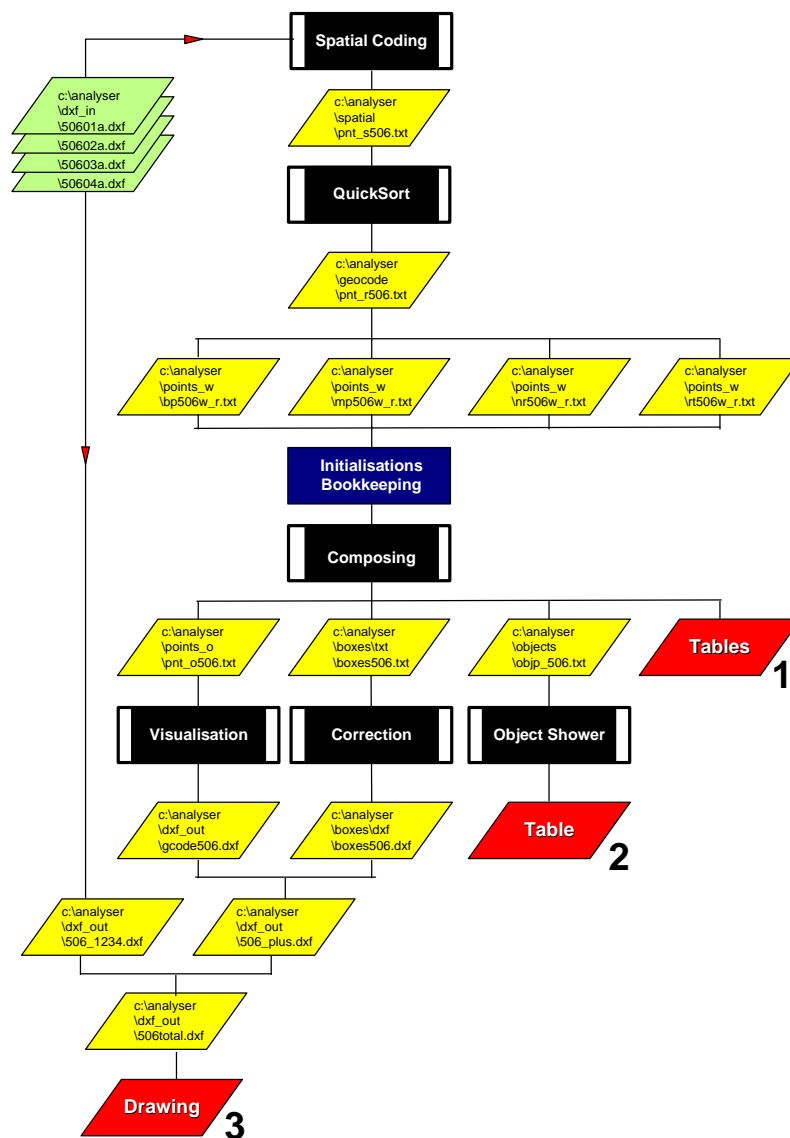 Spatial Coding
c:\analyser
\dxf_in
\50601a.dxf
\50602a.dxf
\50603a.dxf
\50604a.dxf
c:\analyser
\spatial
\pnt_s506.txt
QuickSort
c:\analyser
\geocode
\pnt_r506.txt
c:\analyser
\points_w
\bp506w_r.txt
c:\analyser
\points_w
\mp506w_r.txt
c:\analyser
\points_w
\nr506w_r.txt
c:\analyser
\points_w
\rt506w_r.txt
Initialisations
Bookkeeping
Composing
c:\analyser
\points_o
\pnt_o506.txt
c:\analyser
\boxes\txt
\boxes506.txt
c:\analyser
\objects
\objp_506.txt
Tables
1
Visualisation
Correction
Object Shower
c:\analyser
\dxf_out
\gcode506.dxf
c:\analyser
\boxes\dxf
\boxes506.dxf
Table
2
c:\analyser
\dxf_out
\506_1234.dxf
c:\analyser
\dxf_out
\506_plus.dxf
c:\analyser
\dxf_out
\506total.dxf
Drawing
3